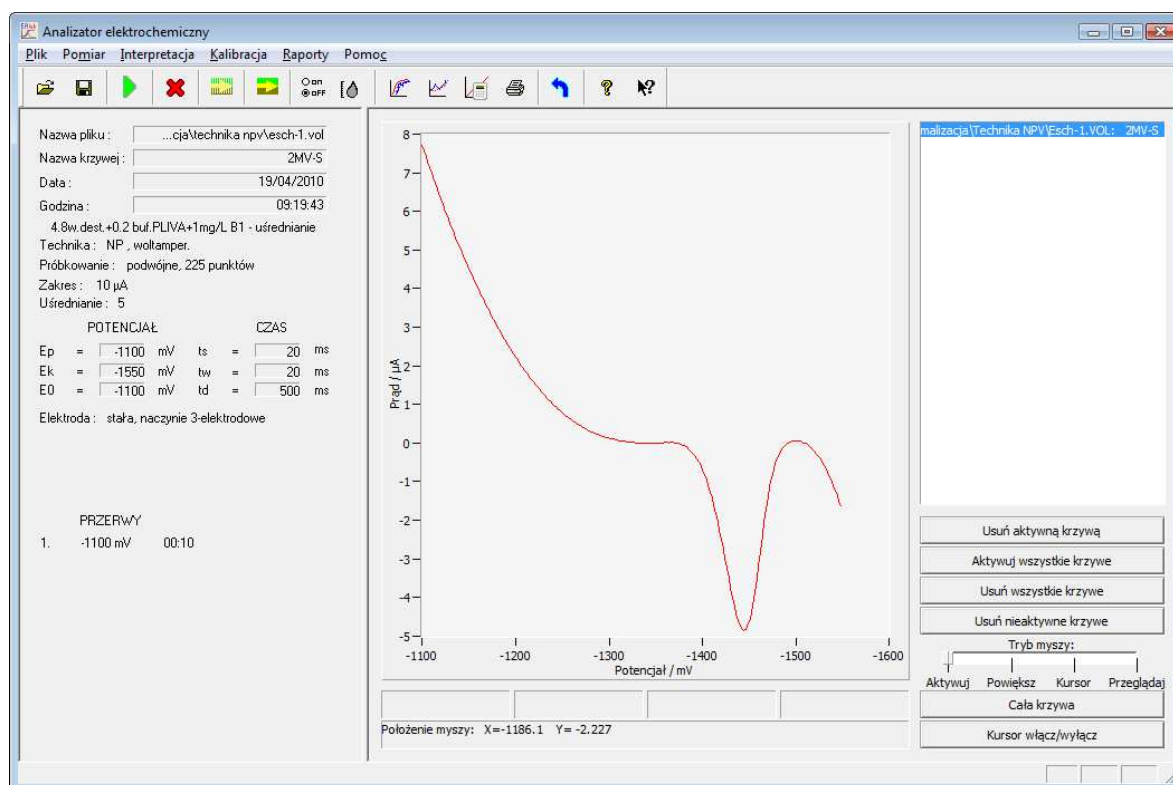 Analizator elektrochemiczny
Plik Pomiar Interpretacja Kalibracja Raporty Pomoc
On
OFF
Nazwa pliku : ...cja\technika npv\esch-1.vol
Nazwa krzywej : 2MV-S
Data : 19/04/2010
Godzina : 09:19:43
4.8w.dest.+0.2 buf.PLIVA+1mg/L B1 - uśrednianie
Technika : NP , woltamper.
Próbkowanie : podwójne, 225 punktów
Zakres : 10 µA
Uśrednianie : 5
POTENCJAŁ CZAS
Ep = -1100 mV ts = 20 ms
Ek = -1550 mV tw = 20 ms
E0 = -1100 mV td = 500 ms
Elektroda : stała, naczynie 3-elektrodowe
PRZERWY
1. -1100 mV 00:10
Prąd / µA
8
7
6
5
4
3
2
1
0
-1
-2
-3
-4
-5
-1100 -1200 -1300 -1400 -1500 -1600
Potencjał / mV
Położenie myszy: X=-1186.1 Y= -2.227
malizacja\Technika NPV\Esch-1.VOL: 2MV-S
Usuń aktywną krzywą
Aktywuj wszystkie krzywe
Usuń wszystkie krzywe
Usuń nieaktywne krzywe
Tryb myszy:
Aktywuj Powiększ Kursor Przeglądaj
Cała krzywa
Kursor włącz/wyłącz